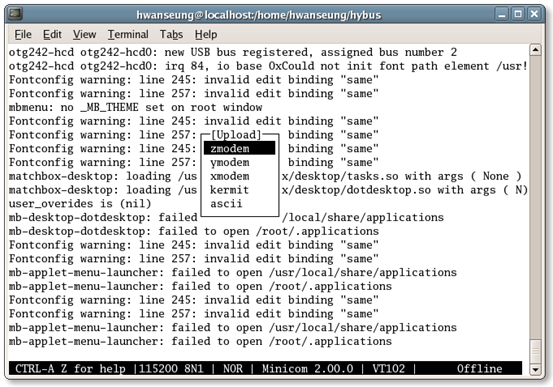 hwanseung@localhost:/home/hwanseung/hybus
File Edit View Terminal Tabs Help
otg242-hcd otg242-hcd0: new USB bus registered, assigned bus number 2
otg242-hcd otg242-hcd0: irq 84, io base 0xCould not init font path element /usr!
Fontconfig warning: line 245: invalid edit binding "same"
Fontconfig warning: line 257: invalid edit binding "same"
mbmenu: no _MB_THEME set on root window
Fontconfig warning: line 245: invalid edit binding "same"
Fontconfig warning: line 257: [Upload] binding "same"
Fontconfig warning: line 245: zmodem binding "same"
Fontconfig warning: line 257: ymodem binding "same"
matchbox-desktop: loading /us xmodem x/desktop/tasks.so with args ( None )
matchbox-desktop: loading /us kermit x/desktop/dotdesktop.so with args ( N)
user_overides is (nil) ascii
mb-desktop-dotdesktop: failed /local/share/applications
mb-desktop-dotdesktop: failed to open /root/.applications
Fontconfig warning: line 245: invalid edit binding "same"
Fontconfig warning: line 257: invalid edit binding "same"
mb-applet-menu-launcher: failed to open /usr/local/share/applications
mb-applet-menu-launcher: failed to open /root/.applications
Fontconfig warning: line 245: invalid edit binding "same"
Fontconfig warning: line 257: invalid edit binding "same"
mb-applet-menu-launcher: failed to open /usr/local/share/applications
mb-applet-menu-launcher: failed to open /root/.applications
CTRL-A Z for help |115200 8N1 | NOR | Minicom 2.00.0 | VT102 | Offline